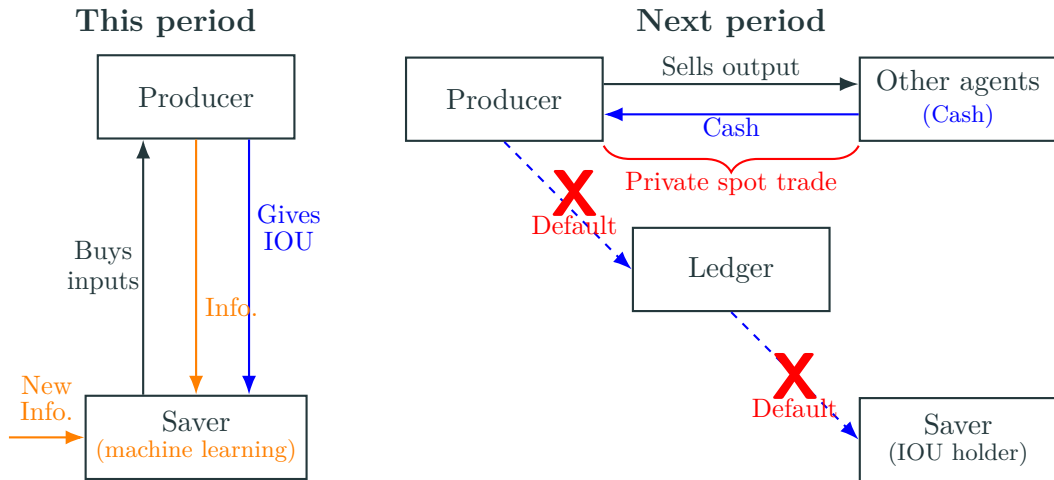 This period
Producer
Gives
IOU
Buys
inputs
Info.
New
Info.
Saver
(machine learning)
Next period
Producer
Sells output
Cash
Other agents
(Cash)
Private spot trade
Default
Ledger
Default
Saver
(IOU holder)